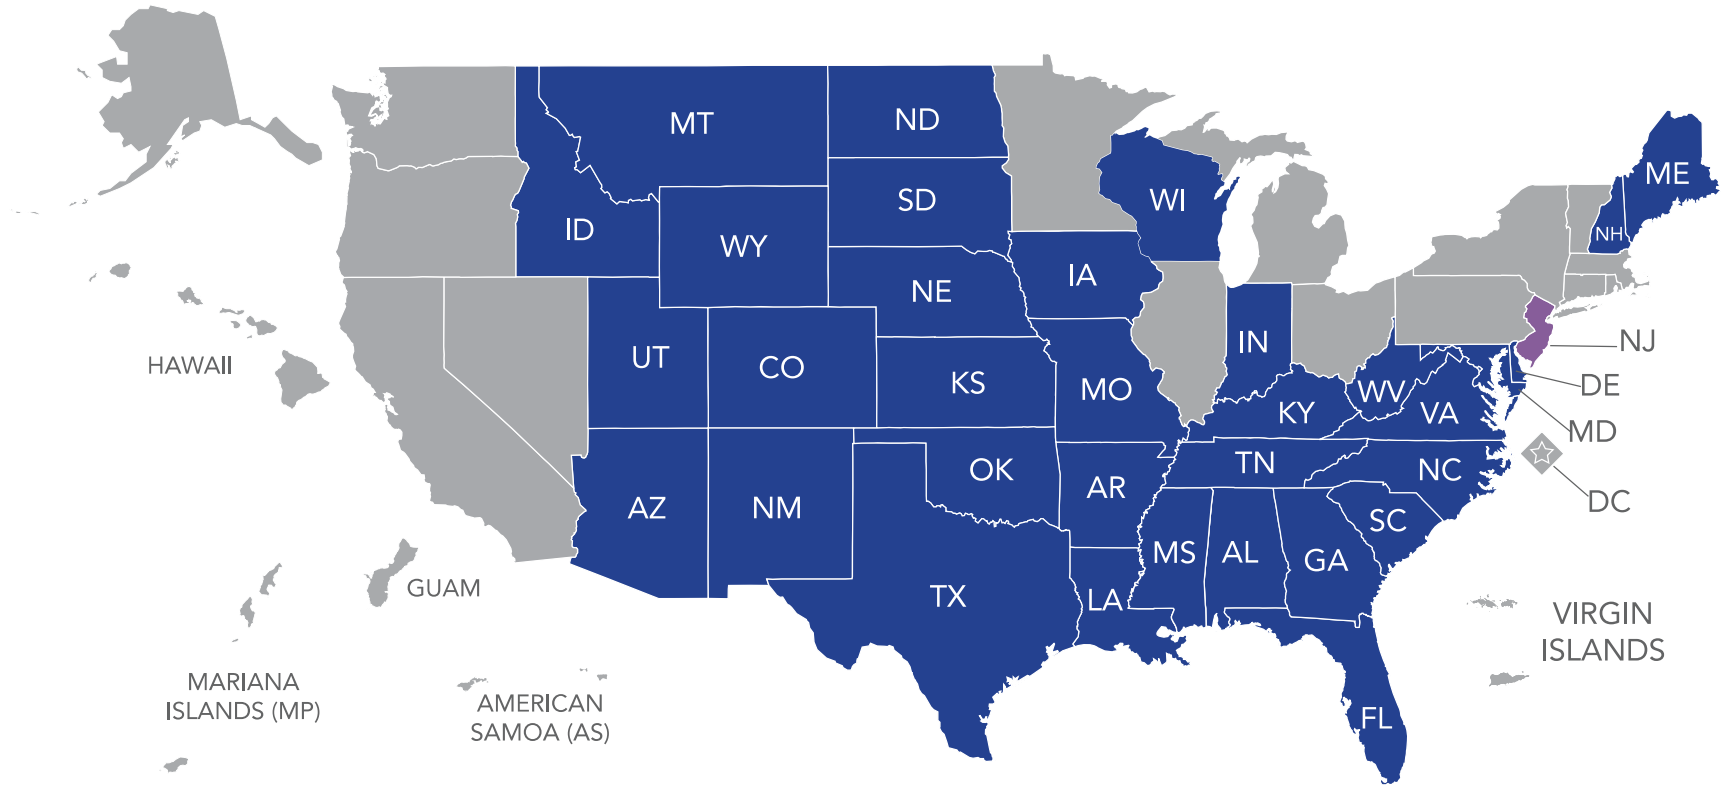 MT
ND
ME
WI
SD
ID
NH
WY
IA
NE
IN
NJ
UT
CO
HAWAII
KS
DE
MO
WV
KY
VA
MD
TN
NC
OK
AR
DC
AZ
NM
SC
MS
AL
GA
GUAM
TX
LA
VIRGIN
ISLANDS
MARIANA
ISLANDS (MP)
AMERICAN
SAMOA (AS)
FL